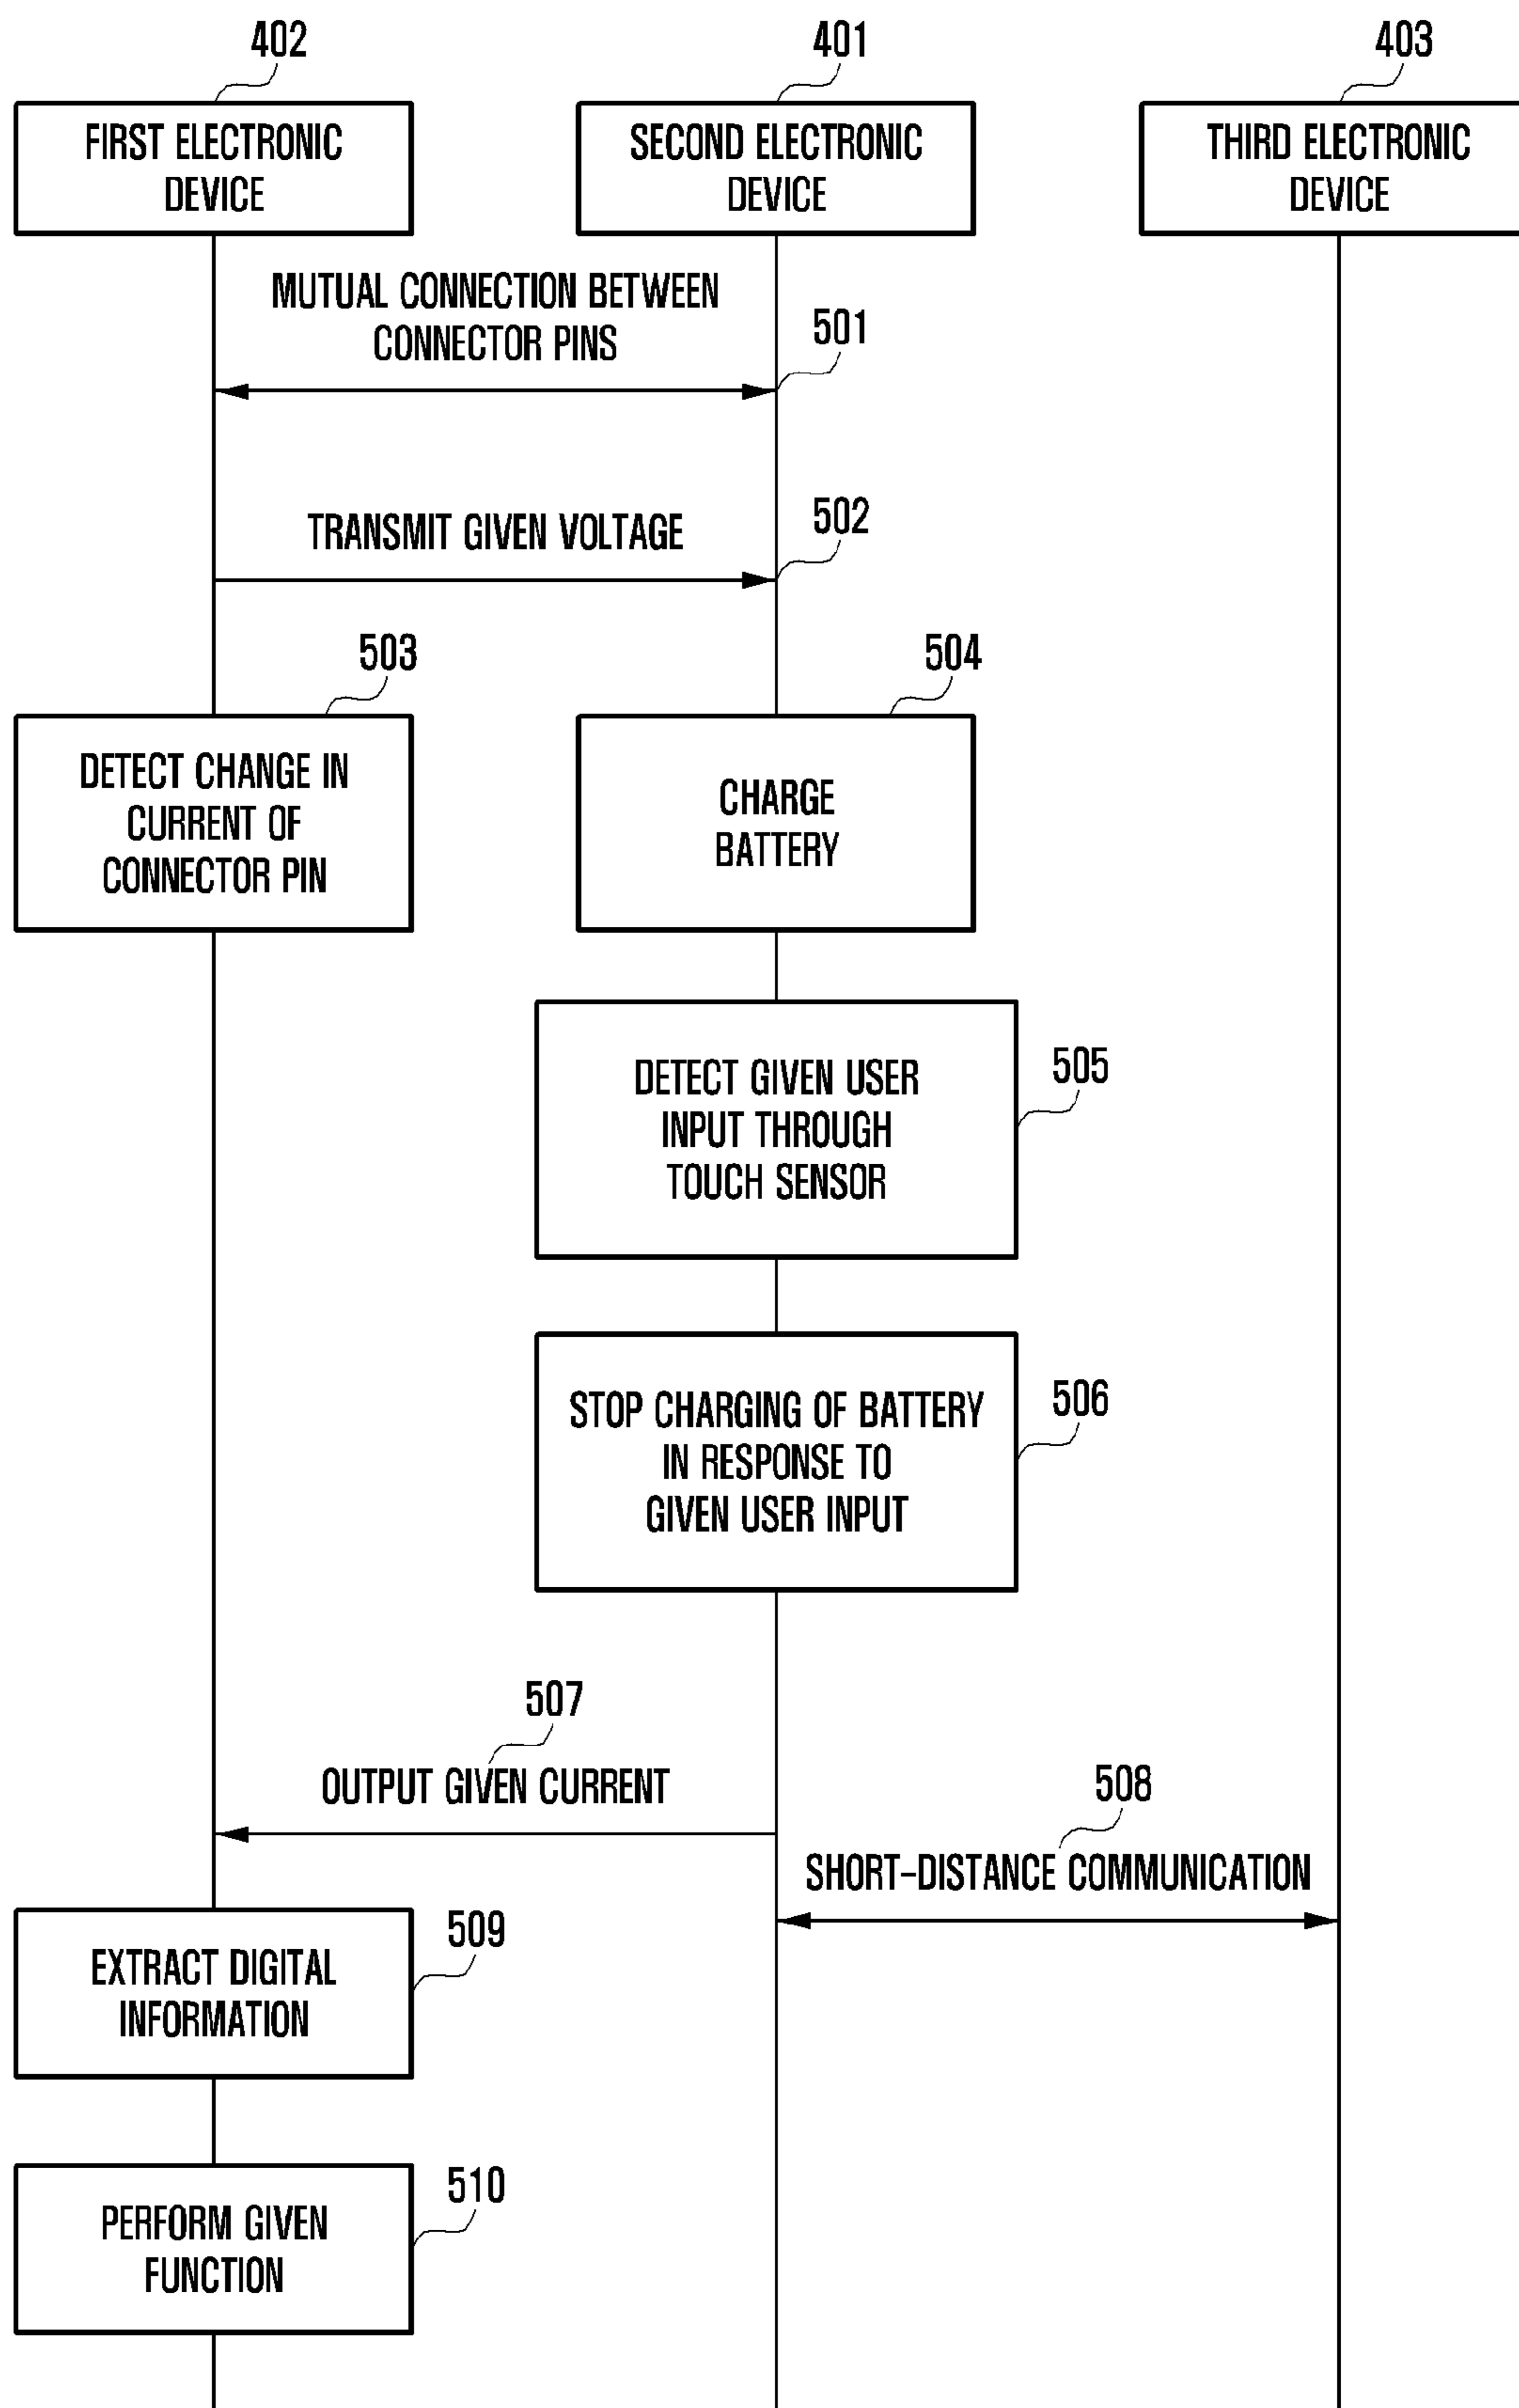 402
401
403
FIRST ELECTRONIC
DEVICE
SECOND ELECTRONIC
DEVICE
THIRD ELECTRONIC
DEVICE
MUTUAL CONNECTION BETWEEN
CONNECTOR PINS
501
TRANSMIT GIVEN VOLTAGE
502
503
504
DETECT CHANGE IN
CURRENT OF
CONNECTOR PIN
CHARGE
BATTERY
DETECT GIVEN USER
INPUT THROUGH
TOUCH SENSOR
505
STOP CHARGING OF BATTERY
IN RESPONSE TO
GIVEN USER INPUT
506
507
OUTPUT GIVEN CURRENT
508
SHORT-DISTANCE COMMUNICATION
EXTRACT DIGITAL
INFORMATION
509
PERFORM GIVEN
FUNCTION
510